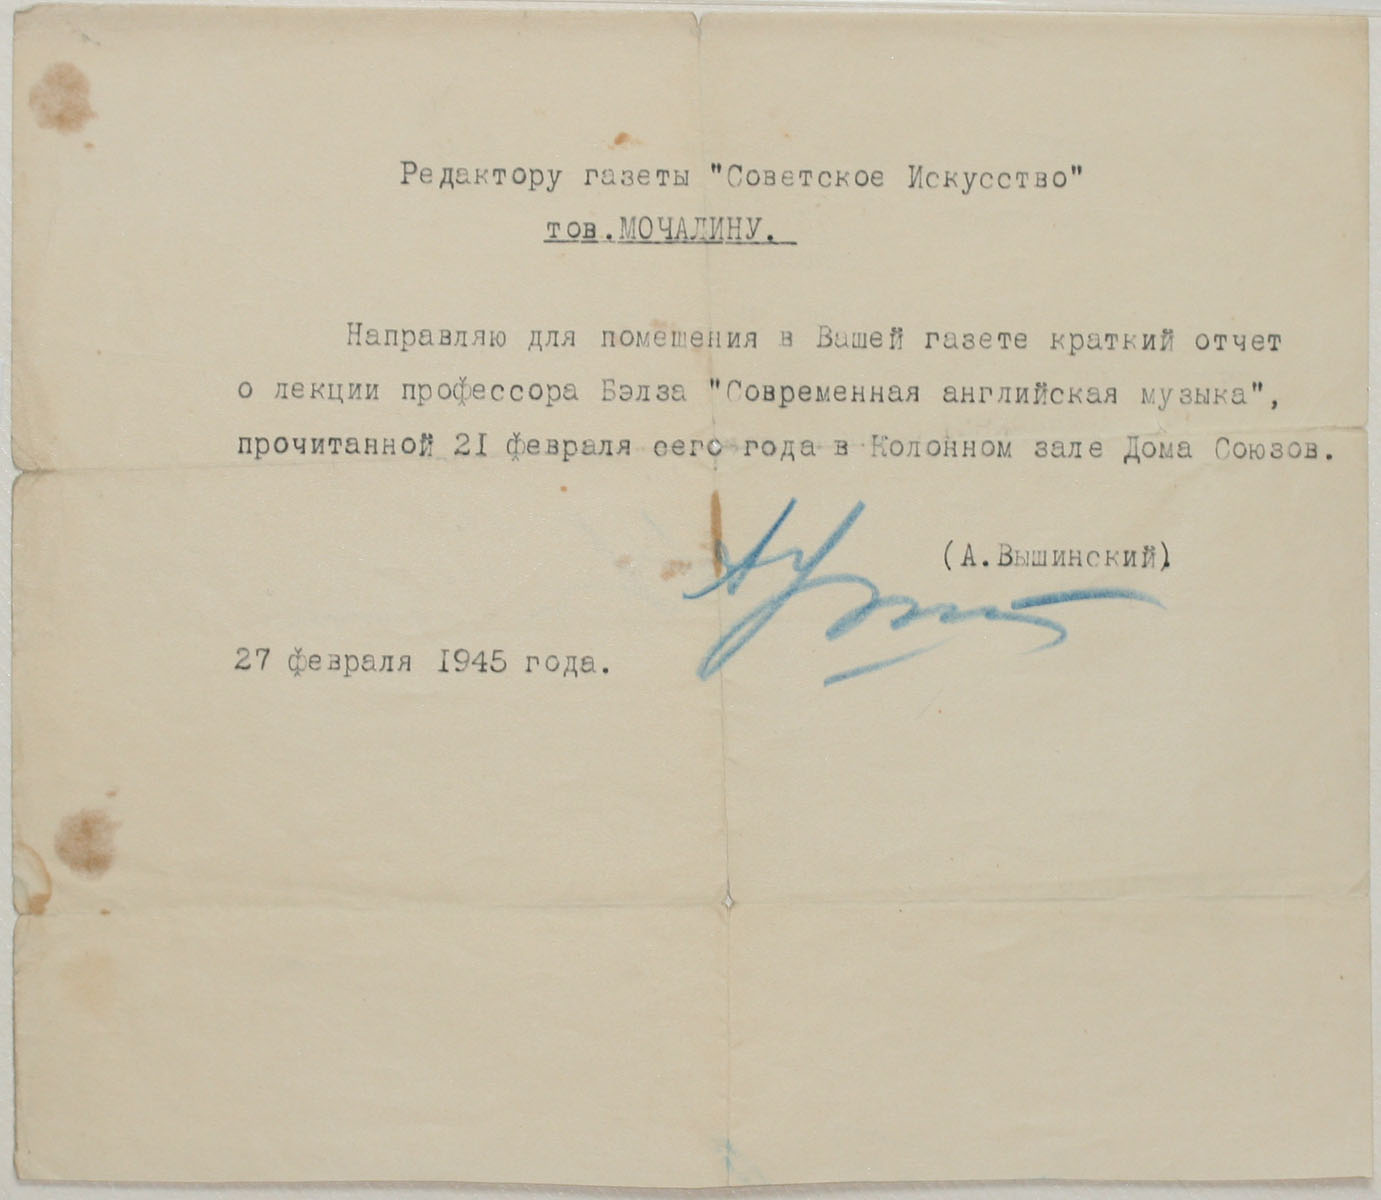 Редактору газеты "Советское Искусство"
тов.МОЧАЛИНУ.
Направляю для помещения в Вашей газете краткий отчет
о лекции профессора Бэлза "Современная английская музыка",
прочитанной 21 февраля сего года в Колонном зале Дома Союзов.
(А.Вышинский).
27 февраля 1945 года.